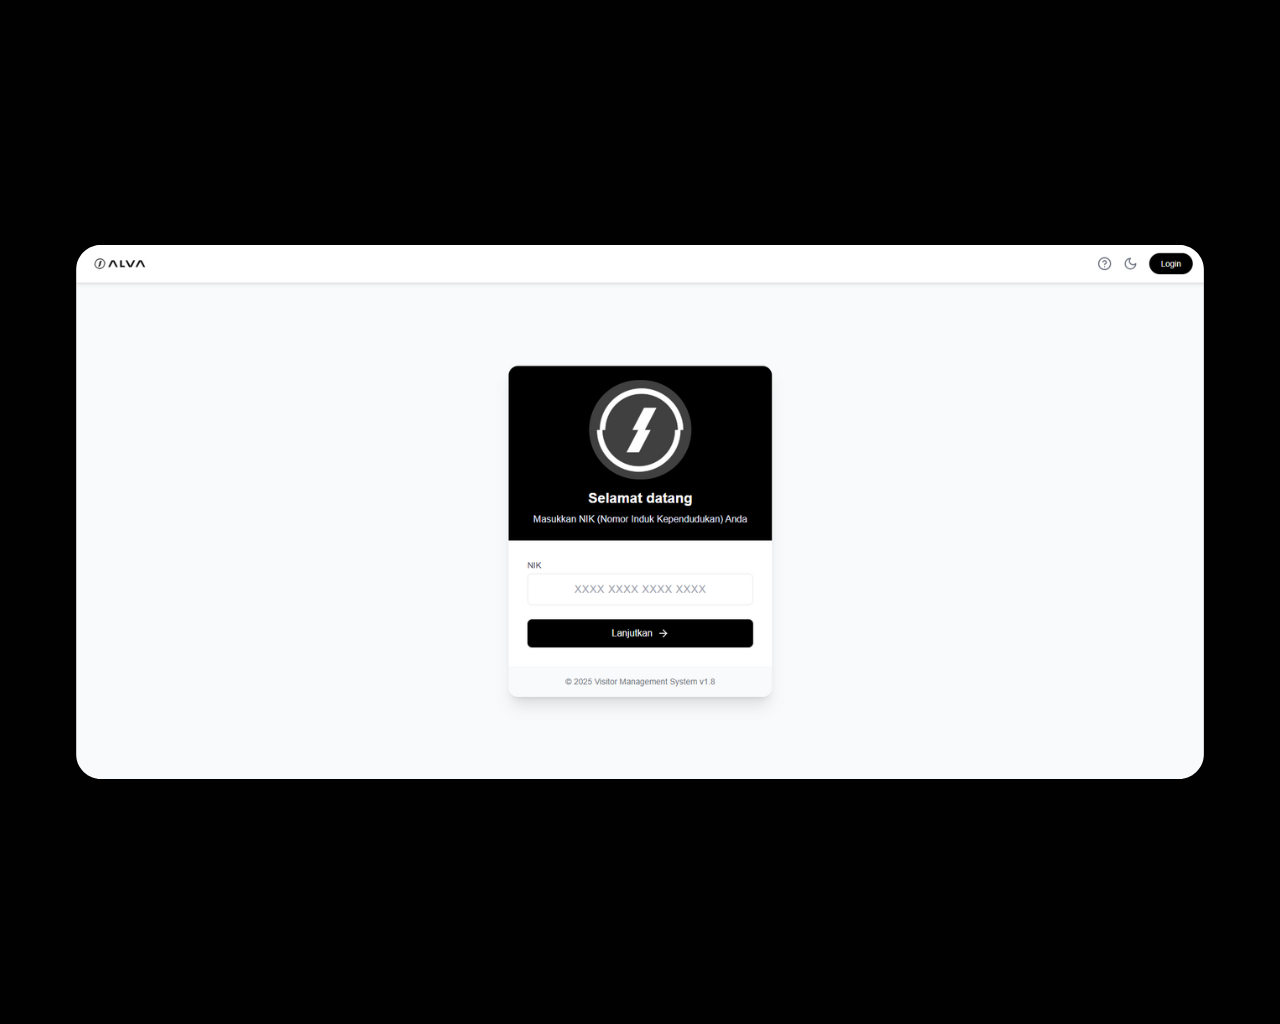 ALVA
Login
Selamat datang
Masukkan NIK (Nomor Induk Kependudukan) Anda
NIK
XXXX XXXX XXXX XXXX
Lanjutkan
© 2025 Visitor Management System v1.8